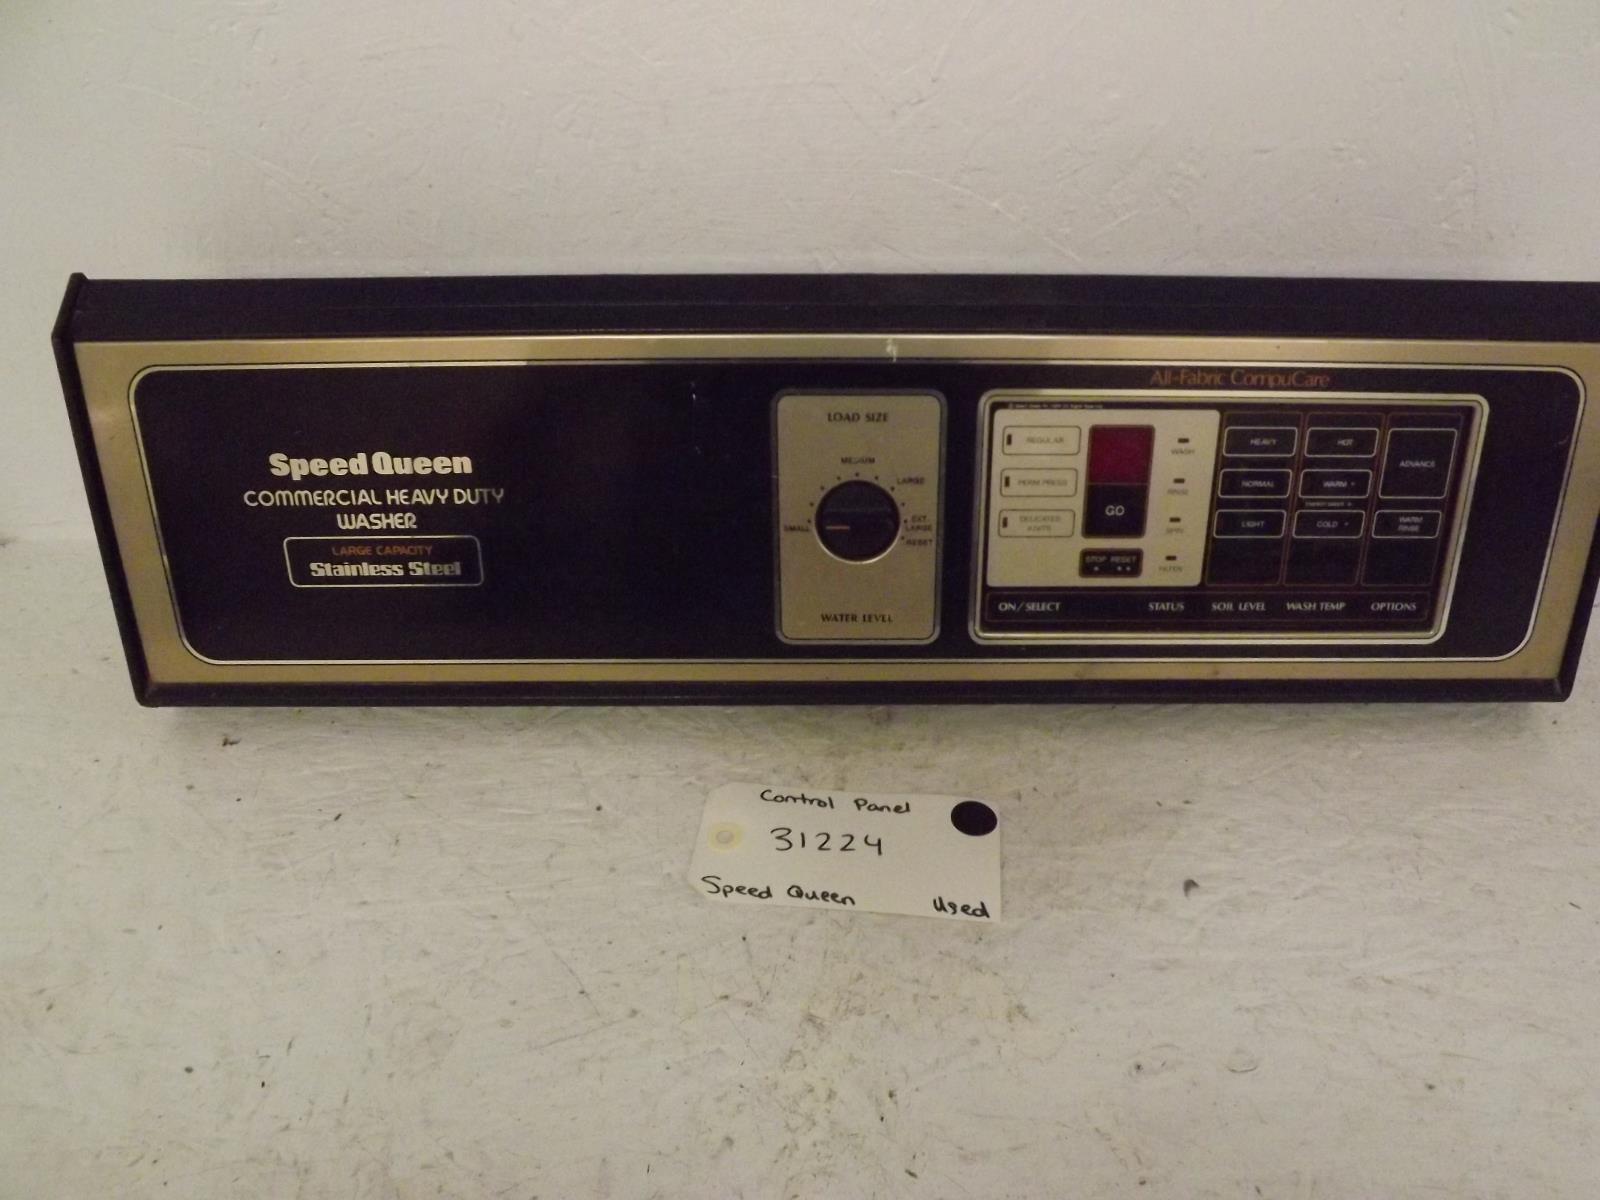 Speed Queen
COMMERCIAL HEAVY DUTY
WASHER
LARGE CAPACITY
Stainless Steel
LOAD SIZE
MEDIUM
LARGE
SMALL
EXT.
LARGE
RESET
WATER LEVEL
All-Fabric CompuCare
REGULAR
PERM PRESS
DELICATES
KNITS
GO
STOP RESET
WASH
RINSE
SPIN
HEAVY
NORMAL
LIGHT
HOT
WARM
COLD
ADVANCE
WARM
RINSE
ON/SELECT STATUS SOIL LEVEL WASH TEMP OPTIONS
Control Panel
31224
Speed Queen Used